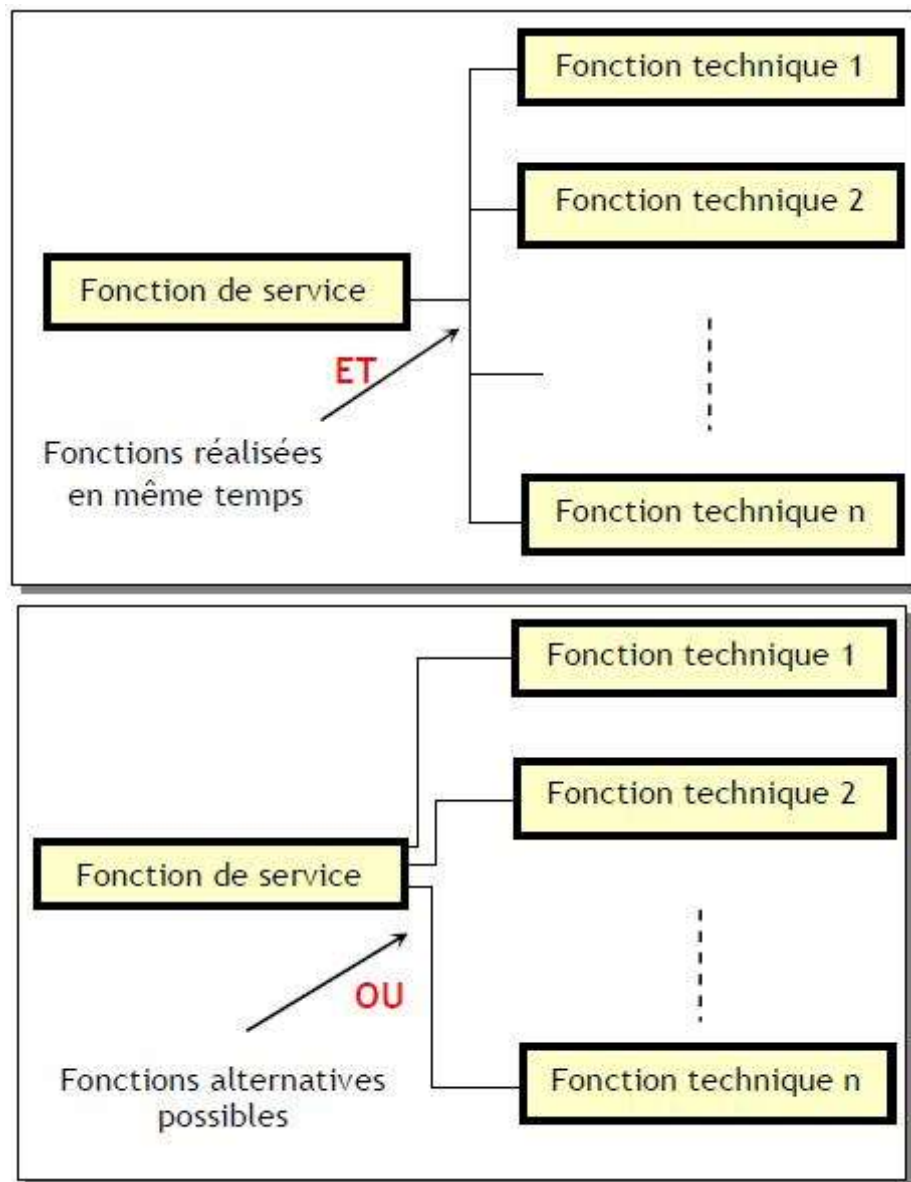 Fonction technique 1
Fonction technique 2
Fonction de service
ET
Fonctions réalisées
en même temps
Fonction technique n
Fonction technique 1
Fonction technique 2
Fonction de service
OU
Fonctions alternatives
possibles
Fonction technique n